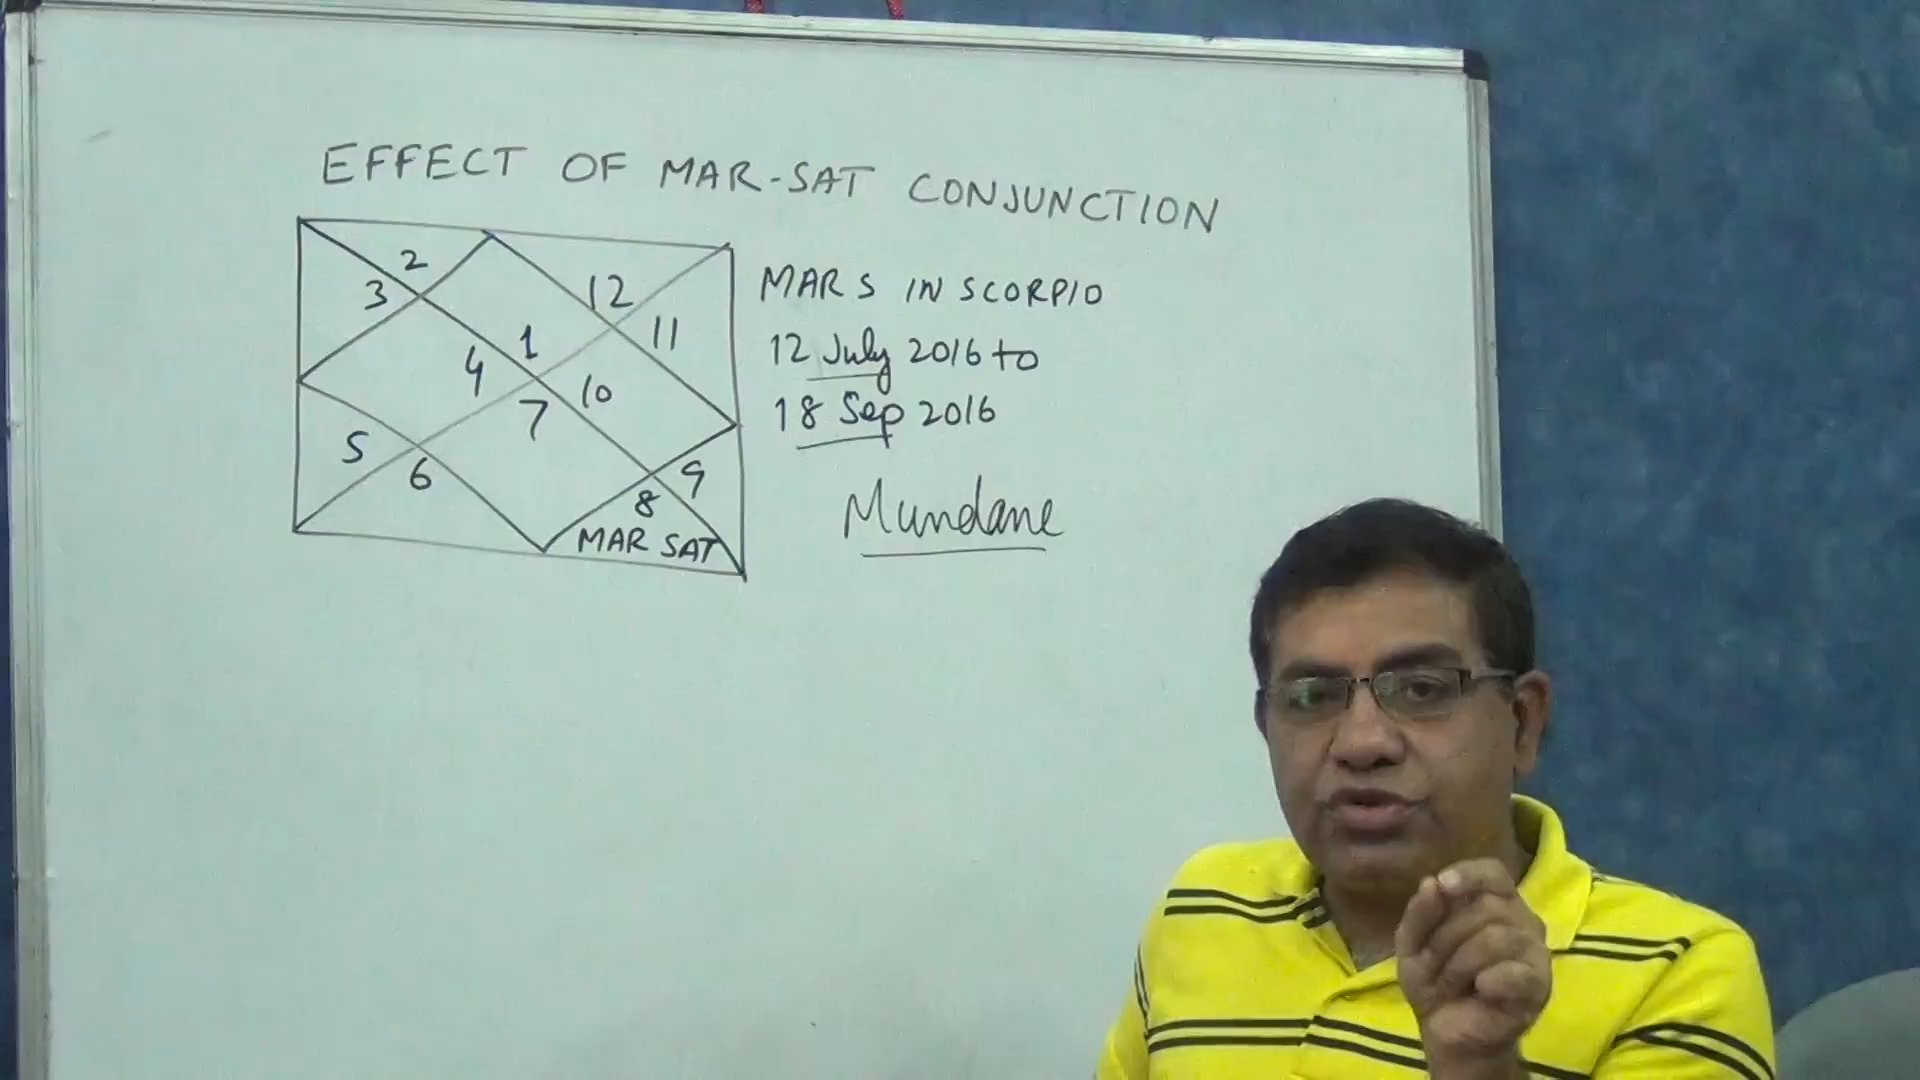 EFFECT OF MAR-SAT CONJUNCTION
2
12
3
11
1
4
10
7
5
6
9
8
MAR SAT
MARS IN SCORPIO
12 July 2016 to
18 Sep 2016
Mundane